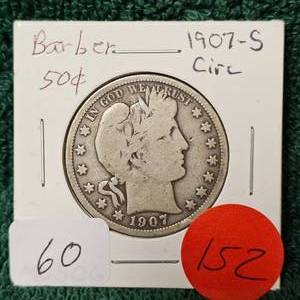 Barber
50¢
1907-S
Circ
IN GOD WE TRUST
1907
60
152